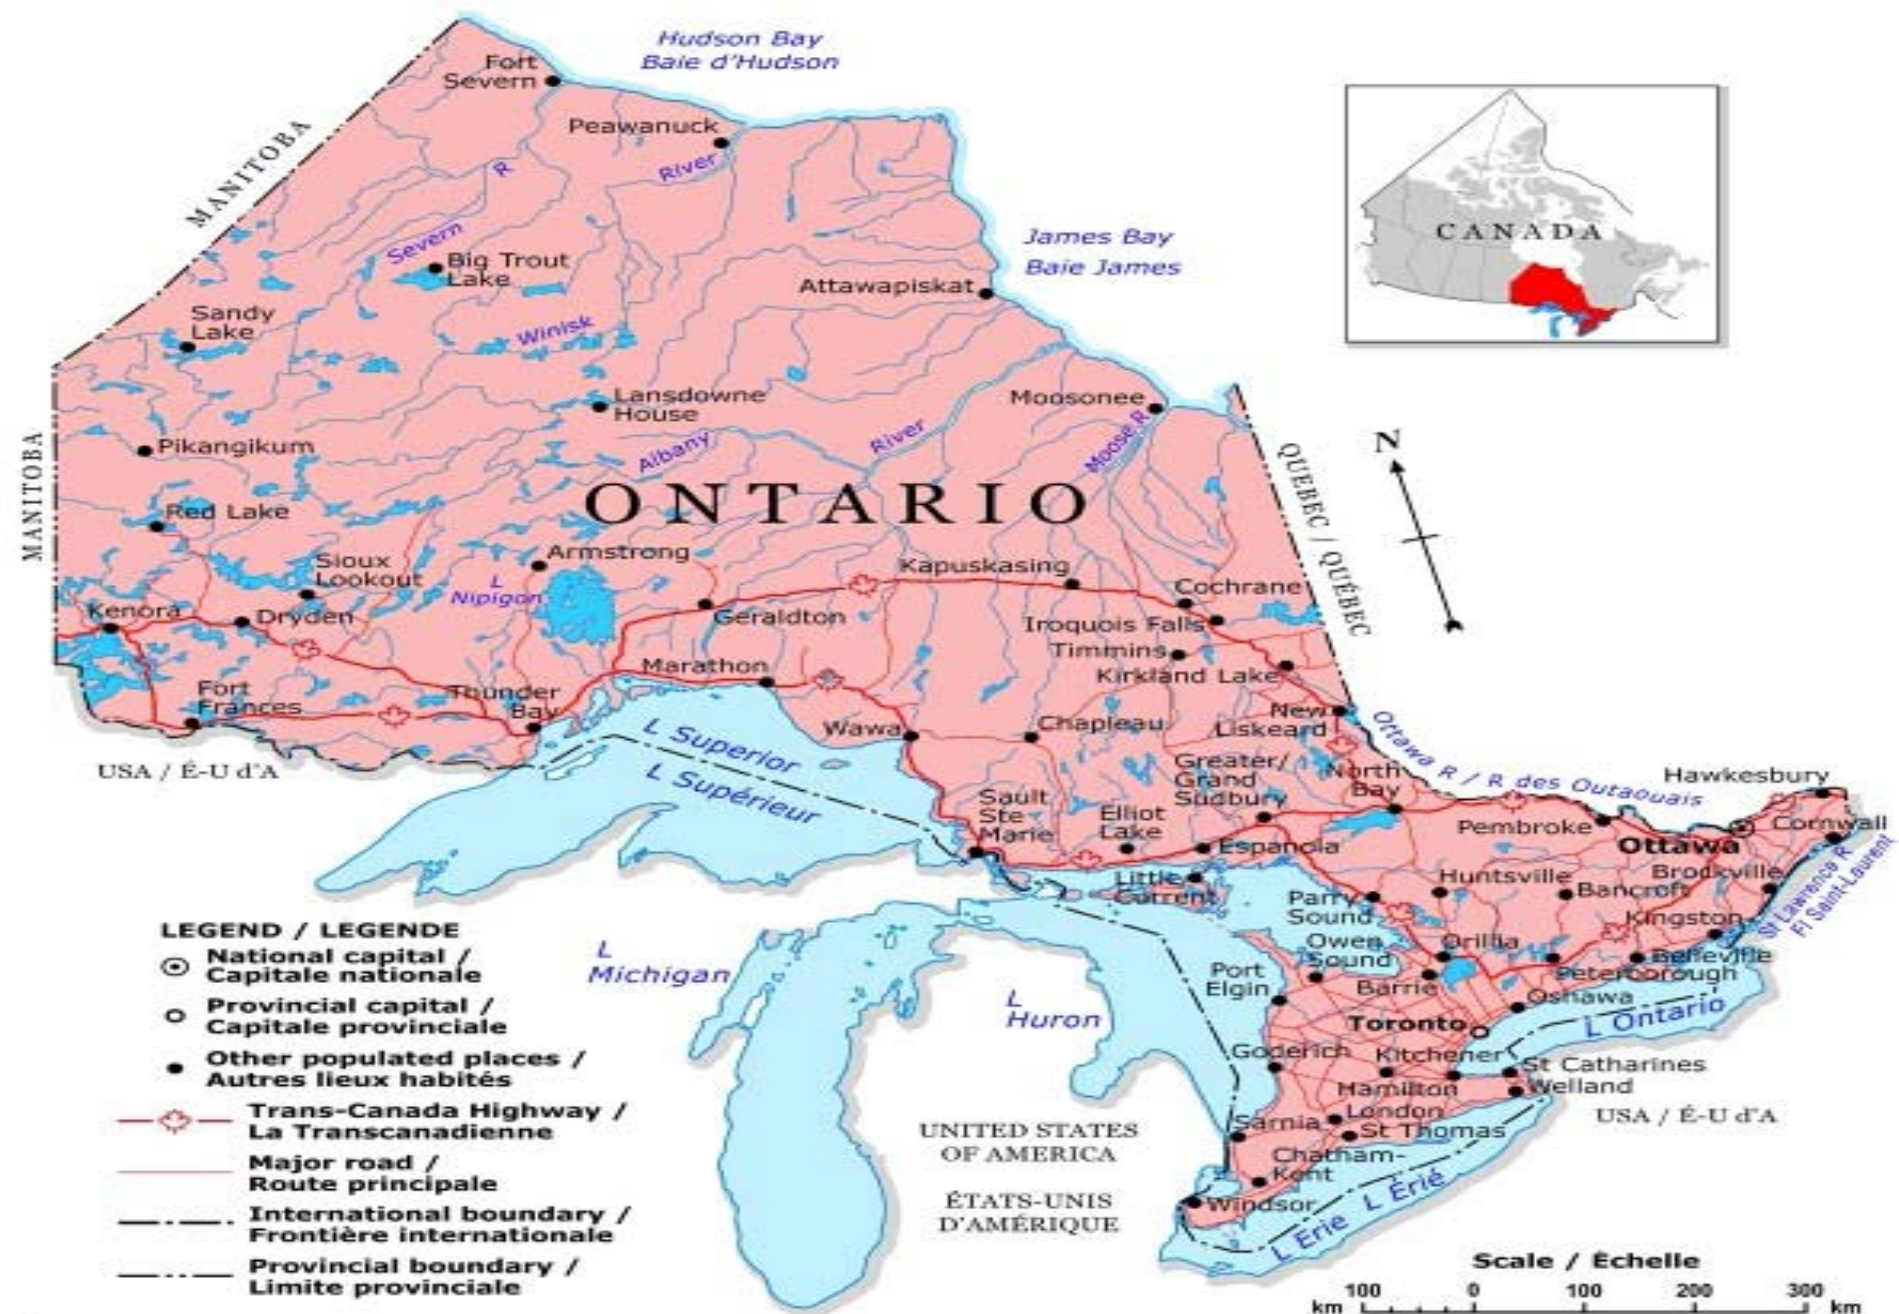 Hudson Bay
Baie d'Hudson
Fort
Severn
Peawanuck
River
MANITOBA
R
Severn
Big Trout
Lake
James Bay
Baie James
Attawapiskat
CANADA
Sandy
Lake
Winisk
Lansdowne
House
Moosonee
Moose R
Pikangikum
Albany
River
MANITOBA
ONTARIO
QUEBEC / QUÉBEC
N
Red Lake
Sioux
Lookout
Armstrong
L
Nipigon
Kapuskasing
Cochrane
Kenora
Dryden
Geraldton
Iroquois Falls
Timmins
Kirkland Lake
Marathon
Fort
Frances
Thunder
Bay
Wawa
Chapleau
New
Liskeard
Ottawa R / R des Outaouais
USA / É-U d'A
L Superior
L Supérieur
Greater/
Grand
Sudbury
North
Bay
Hawkesbury
Sault
Ste
Marie
Elliot
Lake
Espanola
Pembroke
Ottawa
Cornwall
Little
Current
Parry
Sound
Huntsville
Bancroft
Brockville
St Lawrence R
Fl Saint-Laurent
Kingston
Owen
Sound
Orillia
Belleville
Peterborough
Port
Elgin
Barrie
Oshawa
L
Michigan
L
Huron
Toronto
L Ontario
Goderich
Kitchener
St Catharines
Hamilton
Welland
London
Sarnia
St Thomas
USA / É-U d'A
Chatham-
Kent
Windsor
L Erie
L Érié
UNITED STATES
OF AMERICA
ÉTATS-UNIS
D'AMÉRIQUE
LEGEND / LÉGENDE
National capital /
Capitale nationale
Provincial capital /
Capitale provinciale
Other populated places /
Autres lieux habités
Trans-Canada Highway /
La Transcanadienne
Major road /
Route principale
International boundary /
Frontière internationale
Provincial boundary /
Limite provinciale
Scale / Échelle
100 0 100 200 300
km km